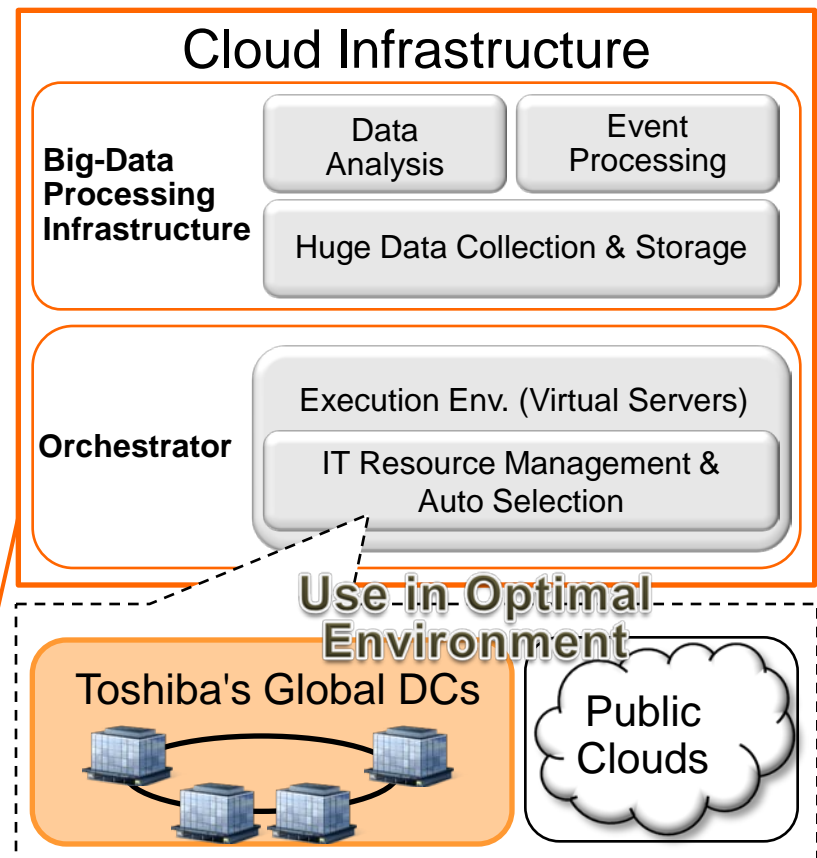 Cloud Infrastructure
Big-Data
Processing
Infrastructure
Data
Analysis
Event
Processing
Huge Data Collection & Storage
Orchestrator
Execution Env. (Virtual Servers)
IT Resource Management &
Auto Selection
Use in Optimal
Environment
Toshiba's Global DCs
Public
Clouds